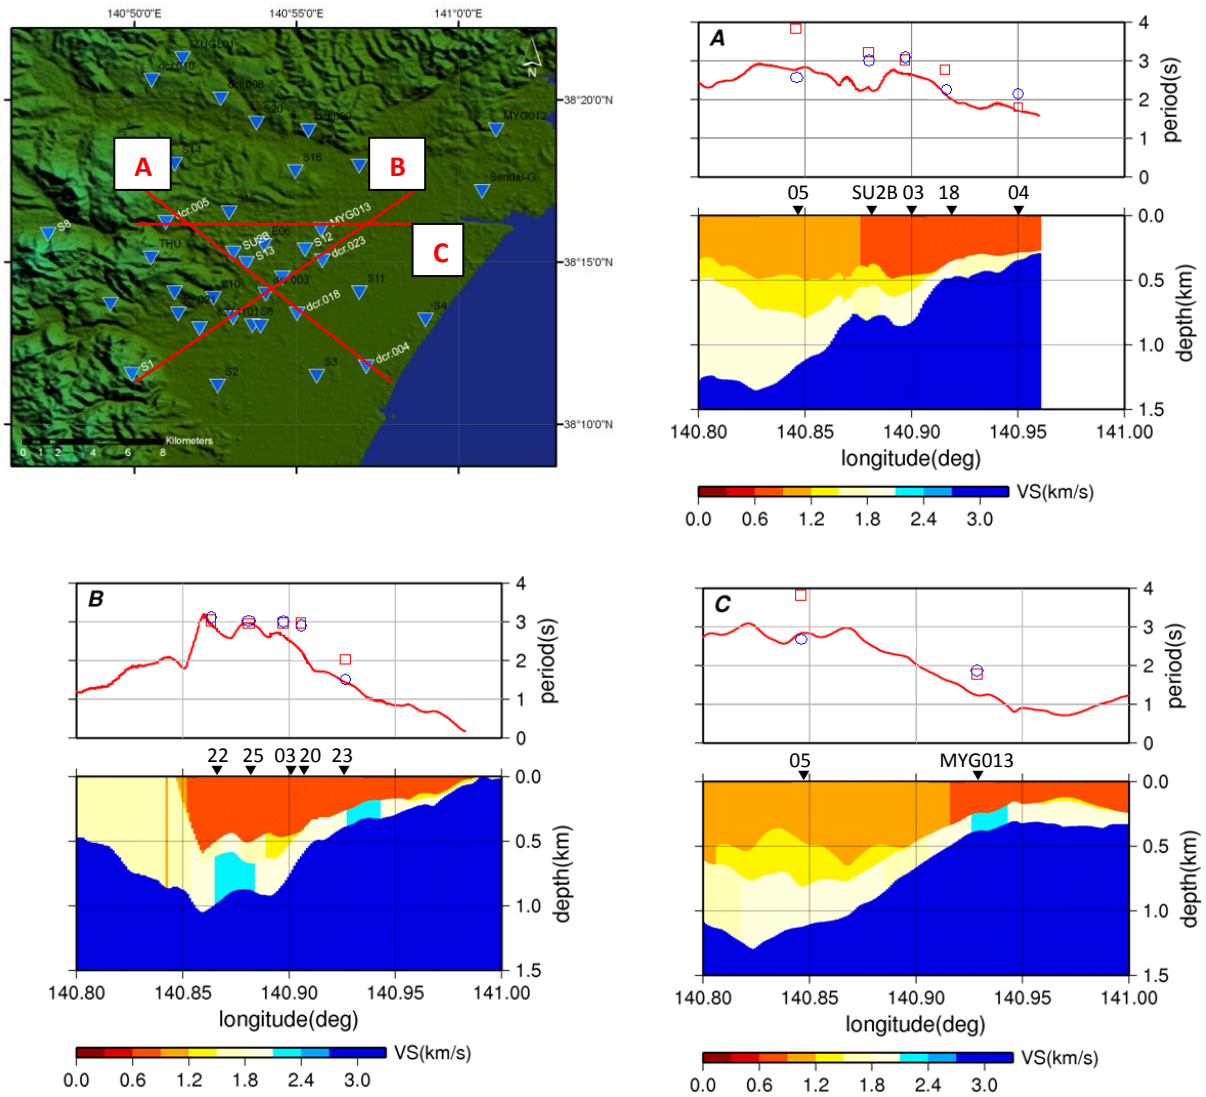 140°50'0"E 140°55'0"E 141°0'0"E
ZUGL01
dcr.010
dcr.008
N
38°20'0"N
S20
MYG012
S14
S16
Sendai-G
A
B
dcr.005
MYG013
S8
THU
SU2B
E06
S12
C
S13
dcr.023
38°15'0"N
S10
S11
dcr.018
S6
S4
dcr.004
S1
S2
S3
Kilometers
0 1 2 4 6 8
38°10'0"N
A
4
3
2
1
0
period(s)
05 SU2B 03 18 04
0.0
0.5
1.0
1.5
depth(km)
140.80 140.85 140.90 140.95 141.00
longitude(deg)
VS(km/s)
0.0 0.6 1.2 1.8 2.4 3.0
B
4
3
2
1
0
period(s)
22 25 03 20 23
0.0
0.5
1.0
1.5
depth(km)
140.80 140.85 140.90 140.95 141.00
longitude(deg)
VS(km/s)
0.0 0.6 1.2 1.8 2.4 3.0
C
4
3
2
1
0
period(s)
05 MYG013
0.0
0.5
1.0
1.5
depth(km)
140.80 140.85 140.90 140.95 141.00
longitude(deg)
VS(km/s)
0.0 0.6 1.2 1.8 2.4 3.0